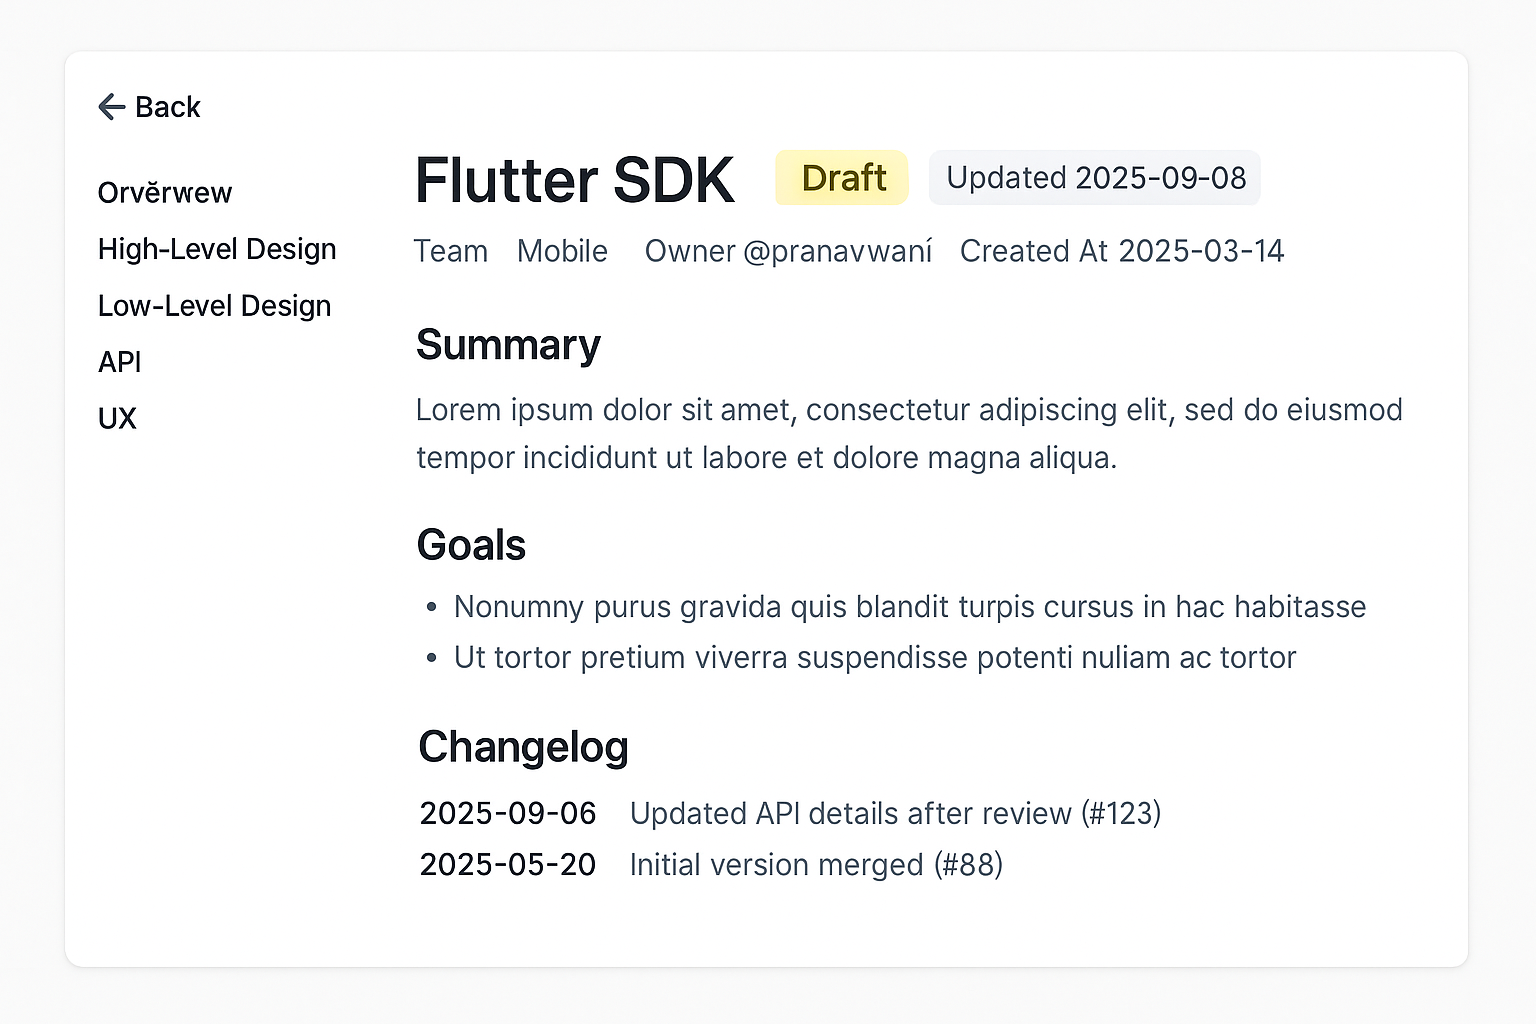 ← Back
Orvĕrwew
High-Level Design
Low-Level Design
API
UX
Flutter SDK Draft Updated 2025-09-08
Team Mobile Owner @pranavwaní Created At 2025-03-14
Summary
Lorem ipsum dolor sit amet, consectetur adipiscing elit, sed do eiusmod
tempor incididunt ut labore et dolore magna aliqua.
Goals
• Nonumny purus gravida quis blandit turpis cursus in hac habitasse
• Ut tortor pretium viverra suspendisse potenti nuliam ac tortor
Changelog
2025-09-06 Updated API details after review (#123)
2025-05-20 Initial version merged (#88)